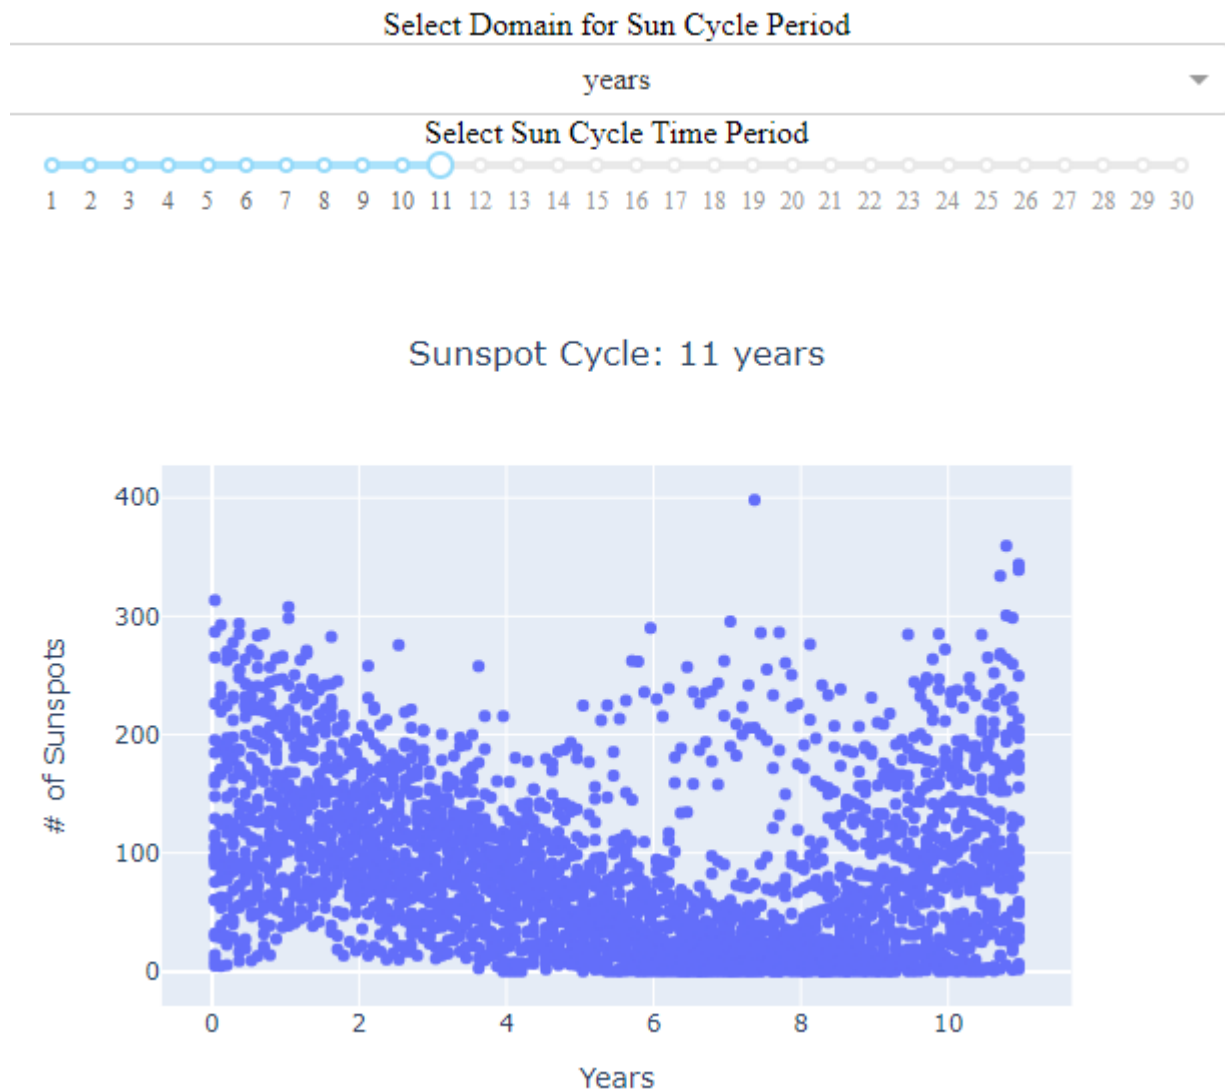 Select Domain for Sun Cycle Period
years
Select Sun Cycle Time Period
1 2 3 4 5 6 7 8 9 10 11 12 13 14 15 16 17 18 19 20 21 22 23 24 25 26 27 28 29 30
Sunspot Cycle: 11 years
400
300
200
100
0
# of Sunspots
0 2 4 6 8 10
Years